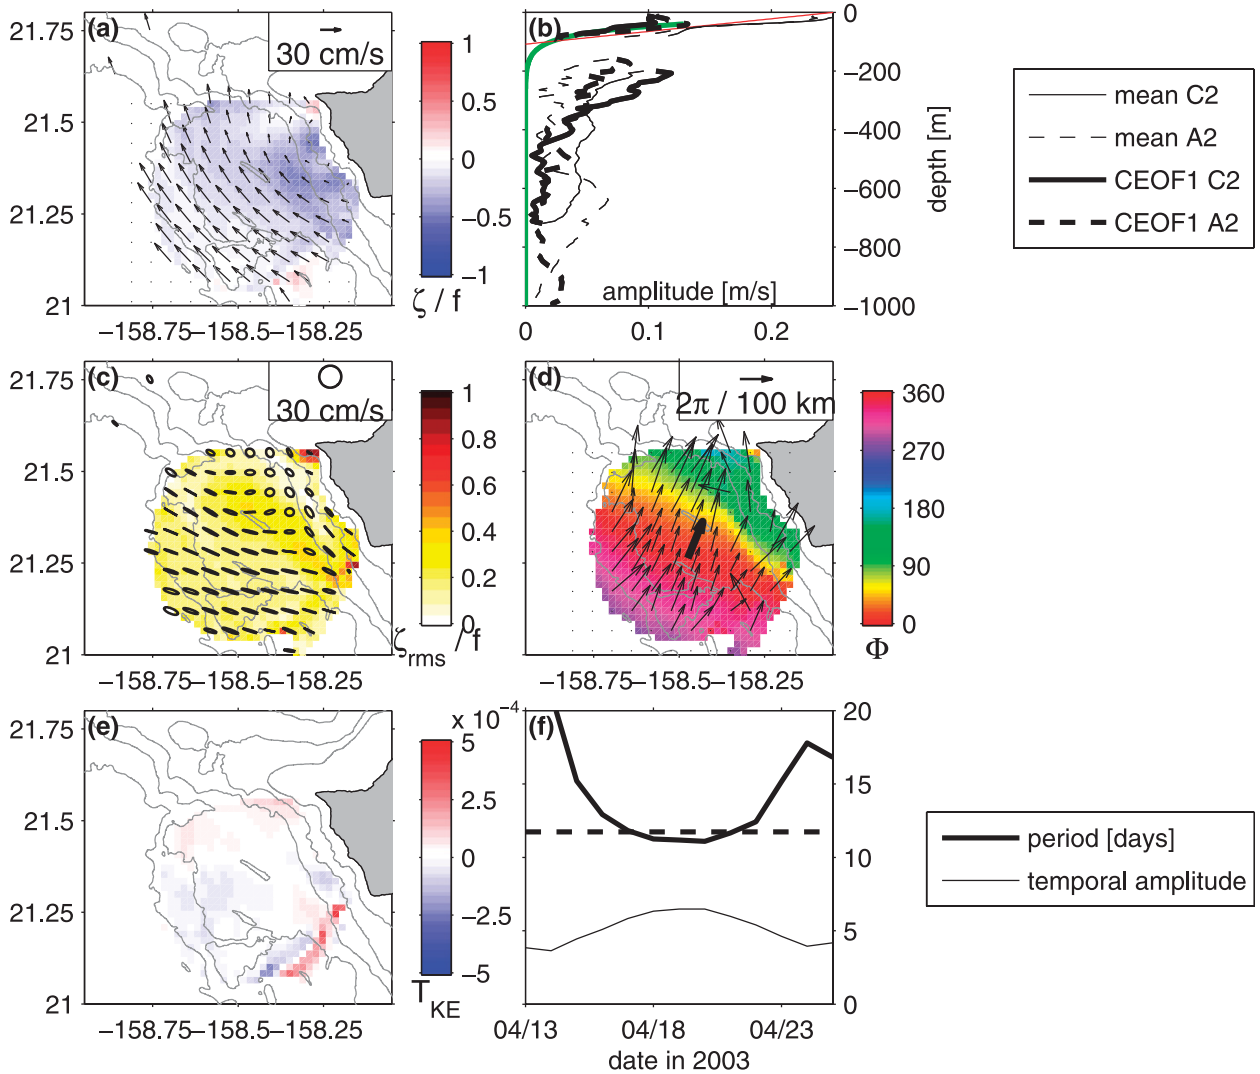 (a)
30 cm/s
21.75
21.5
21.25
21
−158.75
−158.5
−158.25
1
0.5
0
−0.5
−1
ζ / f
(b)
0
−200
−400
−600
−800
−1000
depth [m]
amplitude [m/s]
0
0.1
0.2
mean C2
mean A2
CEOF1 C2
CEOF1 A2
(c)
30 cm/s
21.75
21.5
21.25
21
−158.75
−158.5
−158.25
1
0.8
0.6
0.4
0.2
0
ζrms / f
(d)
2π / 100 km
−158.75
−158.5
−158.25
360
270
180
90
0
Φ
(e)
21.75
21.5
21.25
21
−158.75
−158.5
−158.25
x 10−4
5
2.5
0
−2.5
−5
TKE
(f)
20
15
10
5
0
04/13
04/18
04/23
date in 2003
period [days]
temporal amplitude